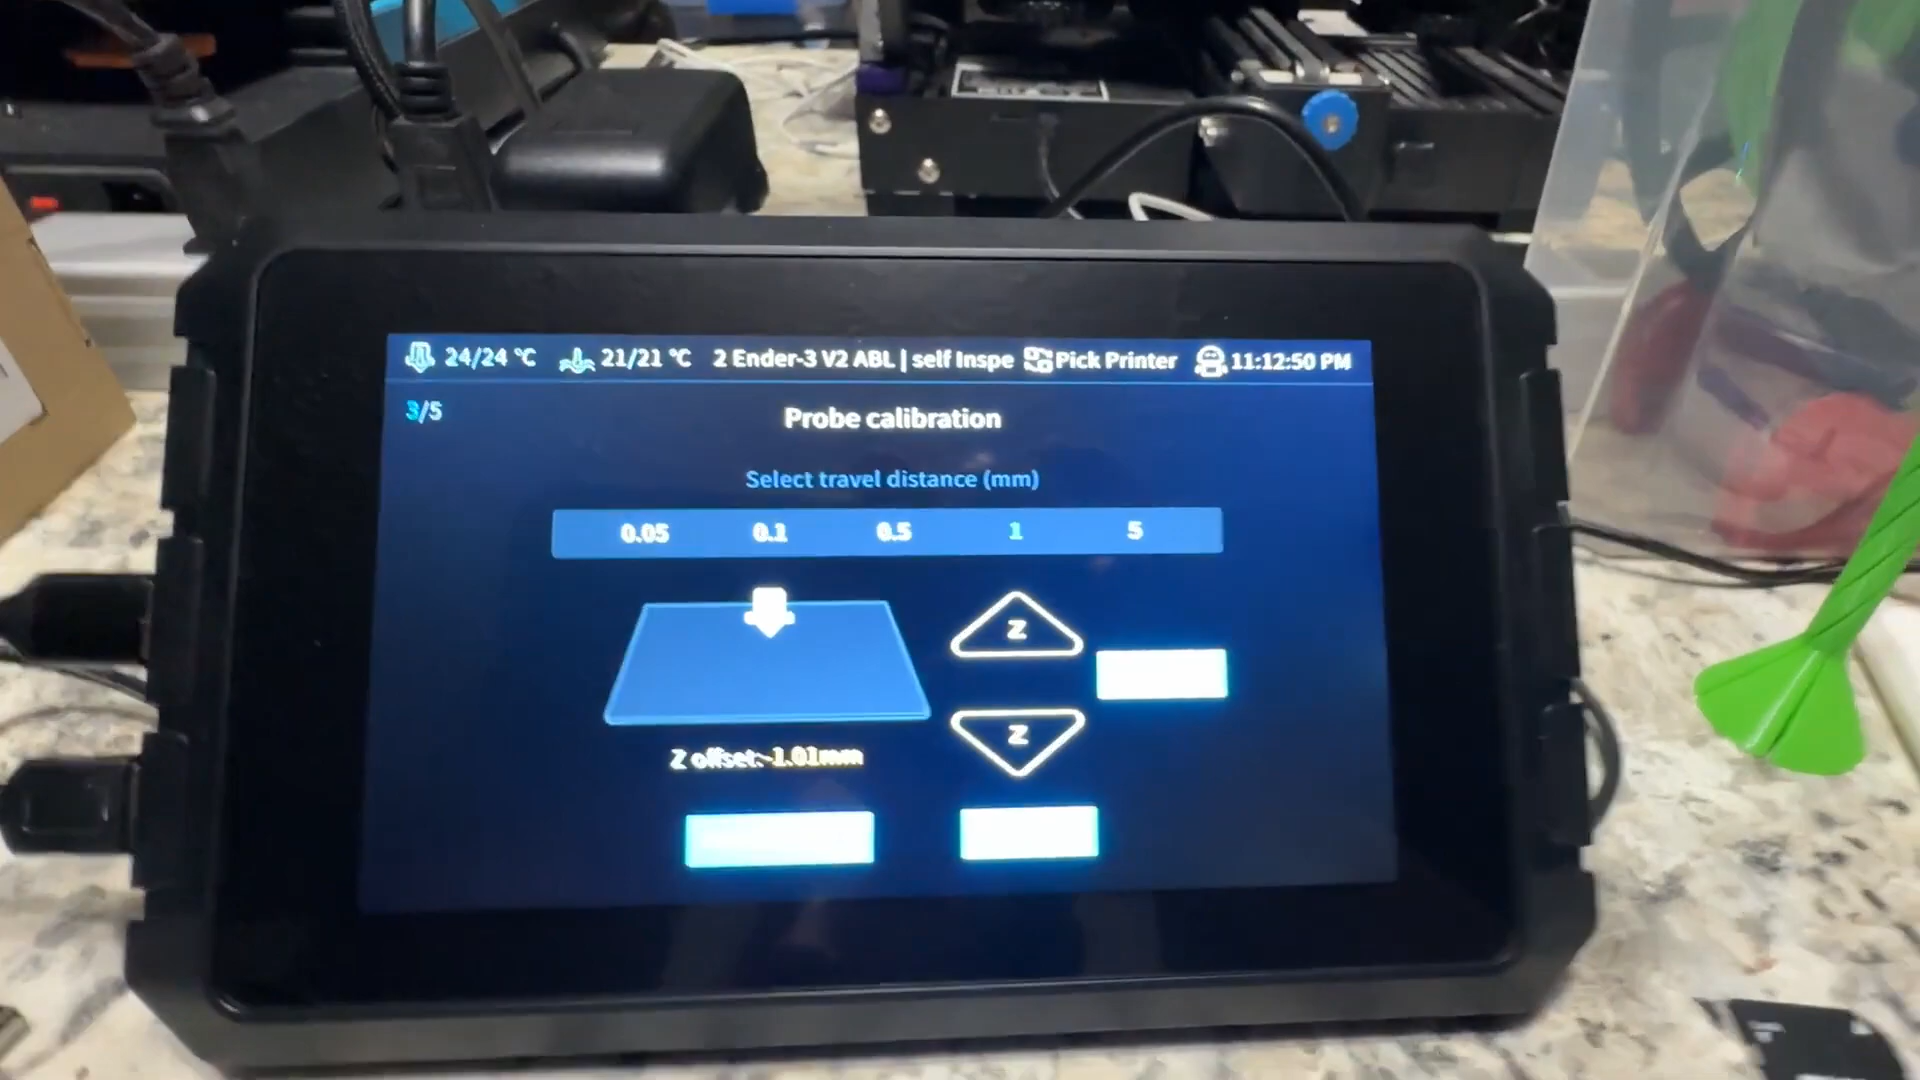 24/24 °C 21/21 °C 2 Ender-3 V2 ABL | self Inspe Pick Printer 11:12:50 PM
3/5
Probe calibration
Select travel distance (mm)
0.05 0.1 0.5 1 5
Z
Z
Z offset:-1.01mm